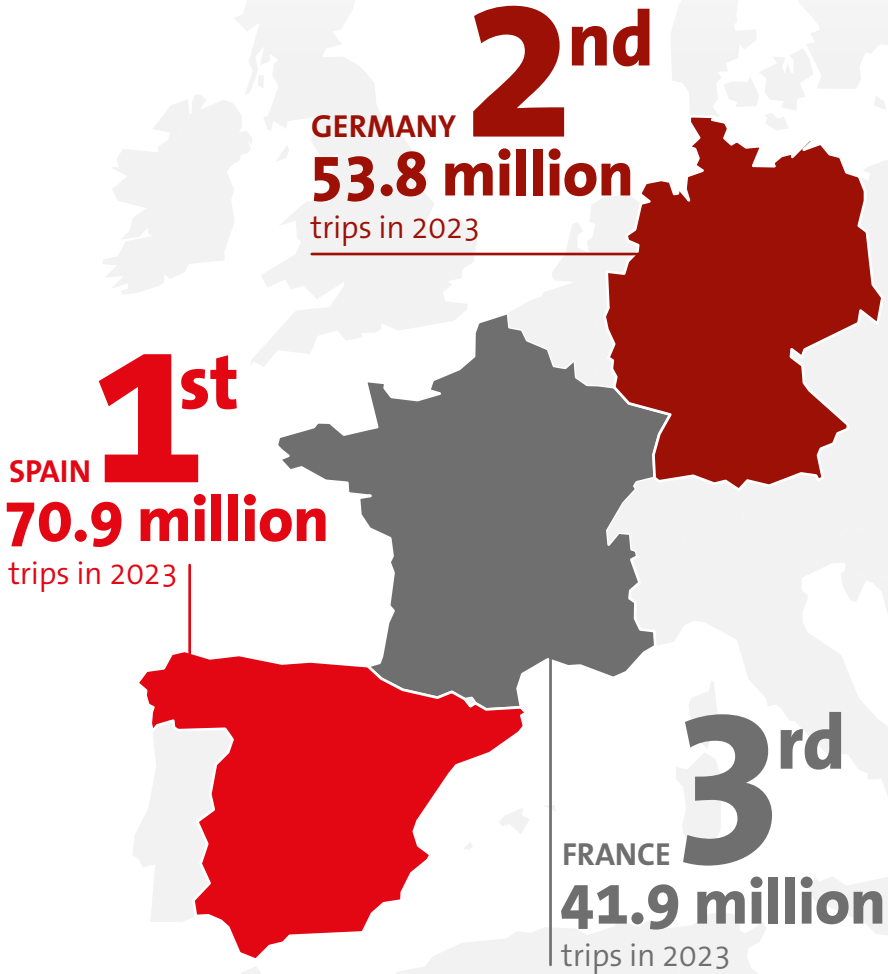 2nd
GERMANY
53.8 million
trips in 2023
1st
SPAIN
70.9 million
trips in 2023
3rd
FRANCE
41.9 million
trips in 2023